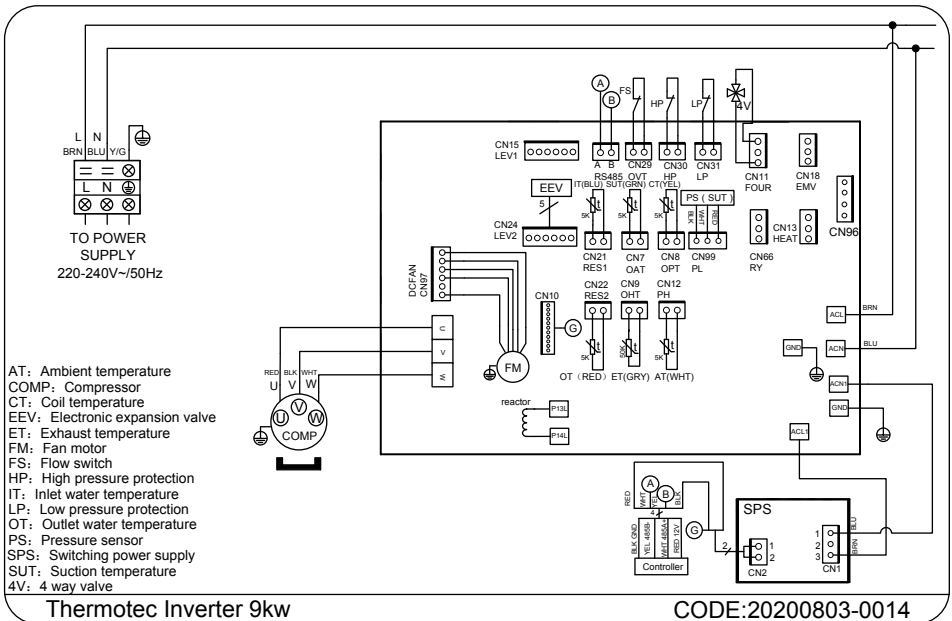 L N
BRN BLU Y/G
L N
TO POWER
SUPPLY
220-240V~/50Hz
AT: Ambient temperature
COMP: Compressor
CT: Coil temperature
EEV: Electronic expansion valve
ET: Exhaust temperature
FM: Fan motor
FS: Flow switch
HP: High pressure protection
IT: Inlet water temperature
LP: Low pressure protection
OT: Outlet water temperature
PS: Pressure sensor
SPS: Switching power supply
SUT: Suction temperature
4V: 4 way valve
RED BLK WHT
U V W
U V W
COMP
DCFAN
CN97
U
V
W
FM
A
B
FS
HP
LP
4V
CN15
LEV1
A B
RS485
CN29
OVT
CN30
HP
CN31
LP
CN11
FOUR
CN18
EMV
EEV
5
CN24
LEV2
IT(BLU) SUT(GRN) CT(YEL)
5K t
5K t
5K t
PS ( SUT )
BLK
WHT
RED
CN21
RES1
CN7
OAT
CN8
OPT
CN99
PL
CN66
RY
CN13
HEAT
CN96
CN10
G
CN22
RES2
CN9
OHT
CN12
PH
5K t
50K t
5K t
OT (RED) ET(GRY) AT(WHT)
reactor
P13L
P14L
ACL
BRN
GND
ACN
BLU
ACN1
GND
ACL1
RED
WHT
YEL
BLK
A
B
4
G
BLK GND
YEL 485B-
WHT 485A+
RED 12V
Controller
2
SPS
1
2
CN2
1
2
3
CN1
BLU
BRN
Thermotec Inverter 9kw
CODE:20200803-0014